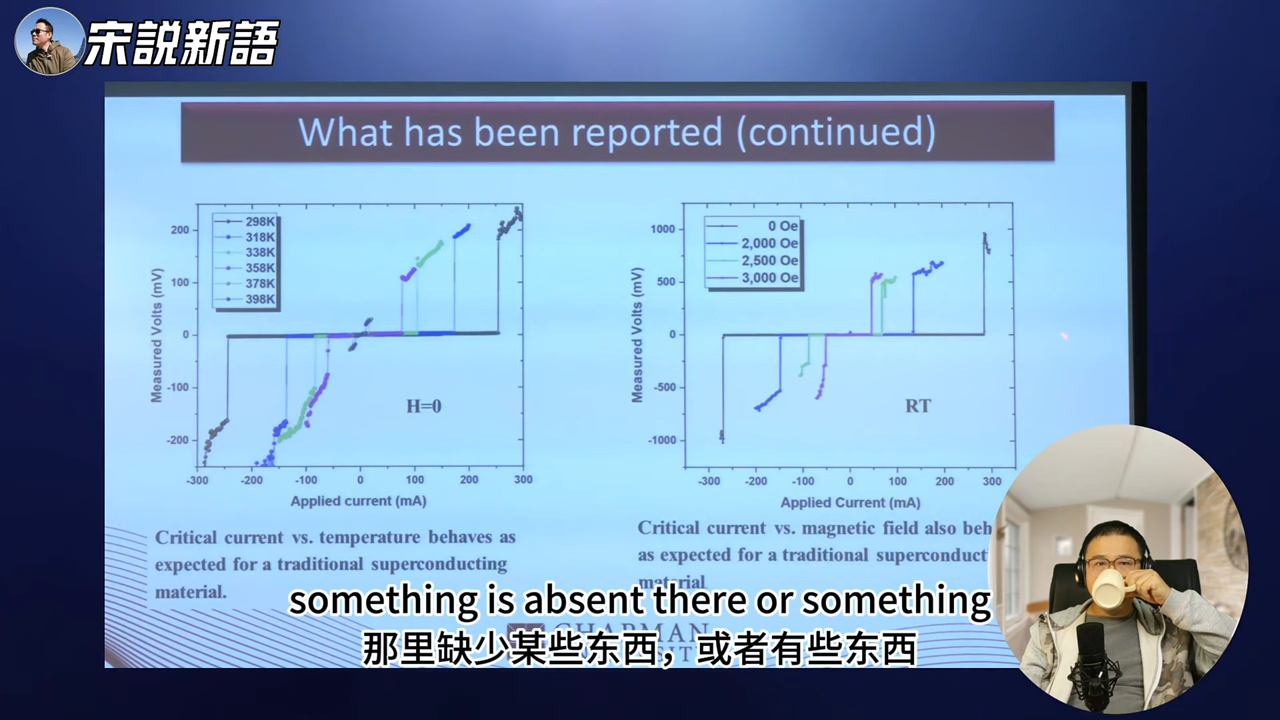 宋説新語
What has been reported (continued)
298K
318K
338K
358K
378K
398K
200
100
0
-100
-200
Measured Volts (mV)
H=0
-300
-200
-100
0
100
200
300
Applied current (mA)
0 Oe
2,000 Oe
2,500 Oe
3,000 Oe
1000
500
0
-500
-1000
Measured Volts (mV)
RT
-300
-200
-100
0
100
200
300
Applied Current (mA)
Critical current vs. temperature behaves as
expected for a traditional superconducting
material.
Critical current vs. magnetic field also beh
as expected for a traditional superconduct
material
something is absent there or something
那里缺少某些东西，或者有些东西